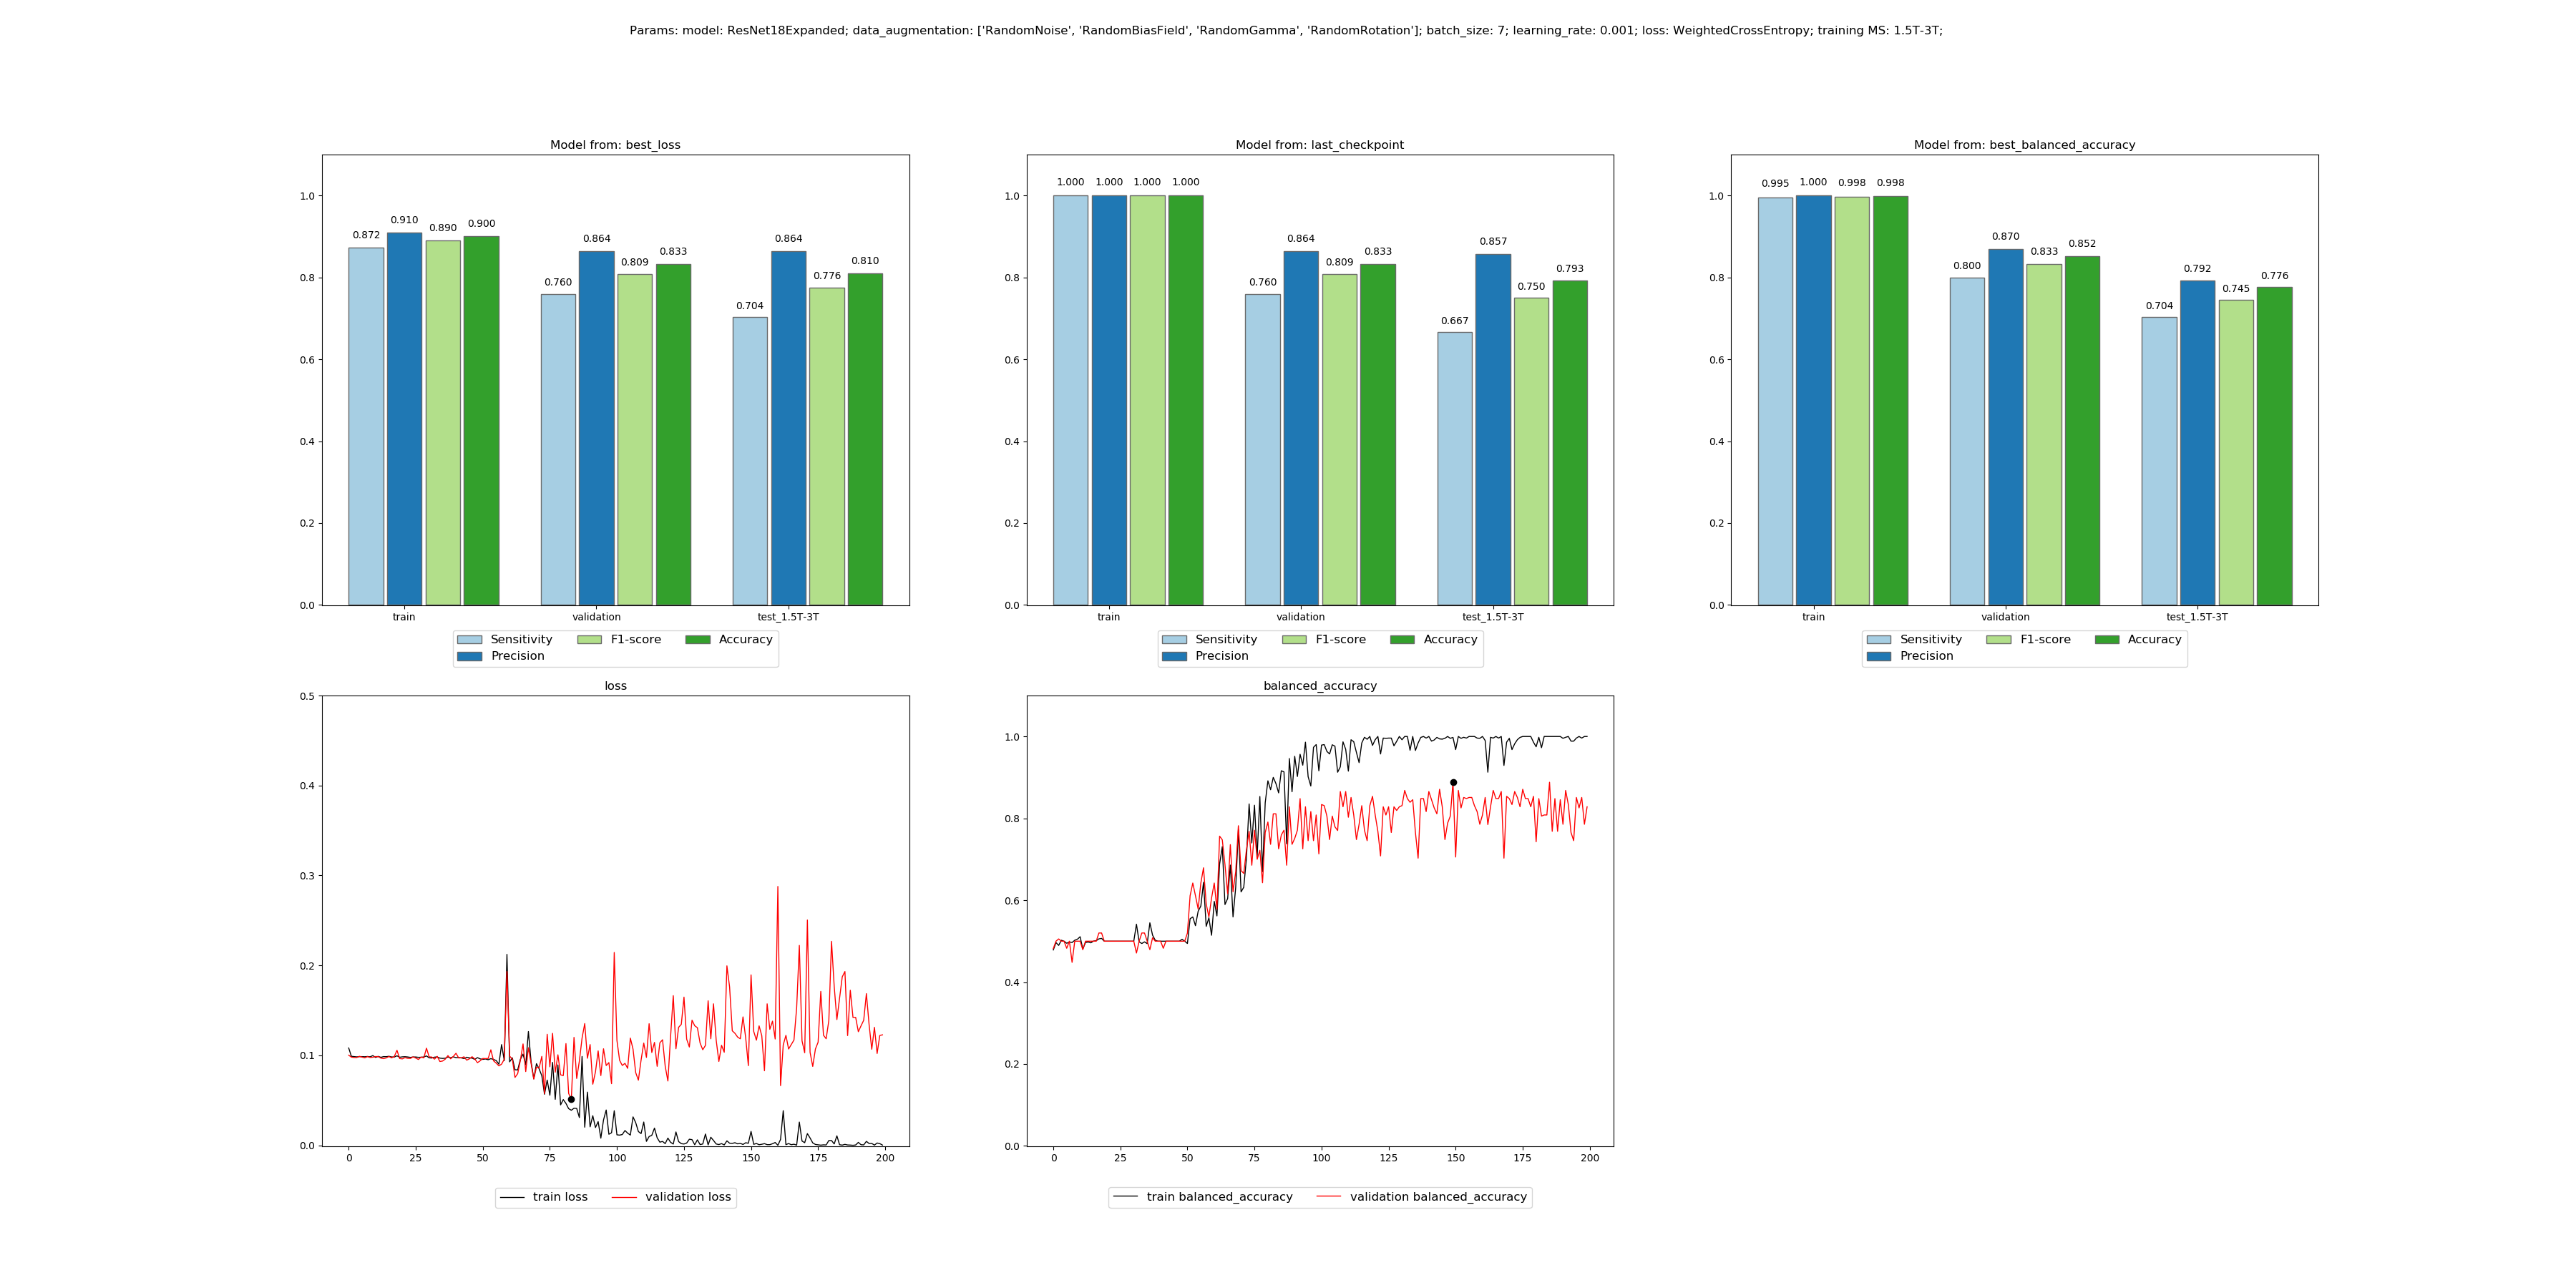 Params: model: ResNet18Expanded; data_augmentation: ['RandomNoise', 'RandomBiasField', 'RandomGamma', 'RandomRotation']; batch_size: 7; learning_rate: 0.001; loss: WeightedCrossEntropy; training MS: 1.5T-3T;
Model from: best_loss
1.0
0.8
0.6
0.4
0.2
0.0
0.872 0.910 0.890 0.900
0.760 0.864 0.809 0.833
0.704 0.864 0.776 0.810
train validation test_1.5T-3T
Sensitivity F1-score Accuracy
Precision
Model from: last_checkpoint
1.0
0.8
0.6
0.4
0.2
0.0
1.000 1.000 1.000 1.000
0.760 0.864 0.809 0.833
0.667 0.857 0.750 0.793
train validation test_1.5T-3T
Sensitivity F1-score Accuracy
Precision
Model from: best_balanced_accuracy
1.0
0.8
0.6
0.4
0.2
0.0
0.995 1.000 0.998 0.998
0.800 0.870 0.833 0.852
0.704 0.792 0.745 0.776
train validation test_1.5T-3T
Sensitivity F1-score Accuracy
Precision
loss
0.5
0.4
0.3
0.2
0.1
0.0
0 25 50 75 100 125 150 175 200
train loss validation loss
balanced_accuracy
1.0
0.8
0.6
0.4
0.2
0.0
0 25 50 75 100 125 150 175 200
train balanced_accuracy validation balanced_accuracy